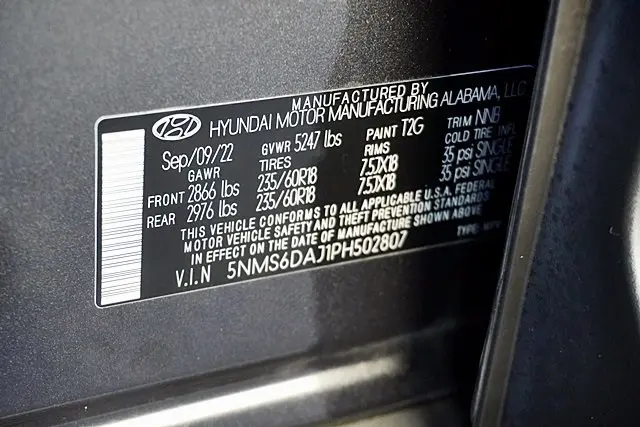 MANUFACTURED BY
HYUNDAI MOTOR MANUFACTURING ALABAMA, LLC
Sep/09/22 GVWR 5247 lbs PAINT T2G TRIM NNB
GAWR TIRES RIMS COLD TIRE INFL
FRONT 2866 lbs 235/60R18 7.5JX18 35 psi SINGLE
REAR 2976 lbs 235/60R18 7.5JX18 35 psi SINGLE
THIS VEHICLE CONFORMS TO ALL APPLICABLE U.S.A. FEDERAL
MOTOR VEHICLE SAFETY AND THEFT PREVENTION STANDARDS
IN EFFECT ON THE DATE OF MANUFACTURE SHOWN ABOVE
V.I.N 5NMS6DAJ1PH502807 TYPE: MPV